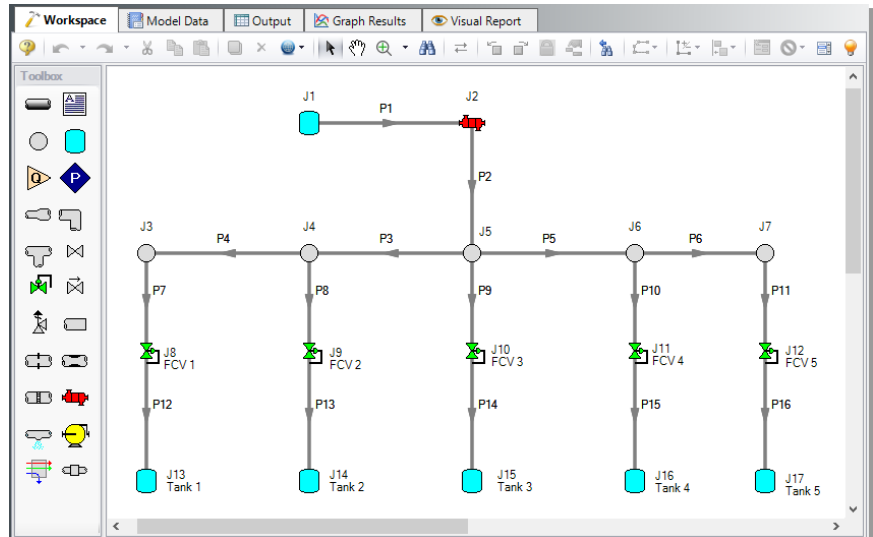 Workspace Model Data Output Graph Results Visual Report
Toolbox
A
Q P
J1 P1 J2
P2
J3 P4 J4 P3 J5 P5 J6 P6 J7
P7 P8 P9 P10 P11
J8 J9 J10 J11 J12
FCV 1 FCV 2 FCV 3 FCV 4 FCV 5
P12 P13 P14 P15 P16
J13 J14 J15 J16 J17
Tank 1 Tank 2 Tank 3 Tank 4 Tank 5